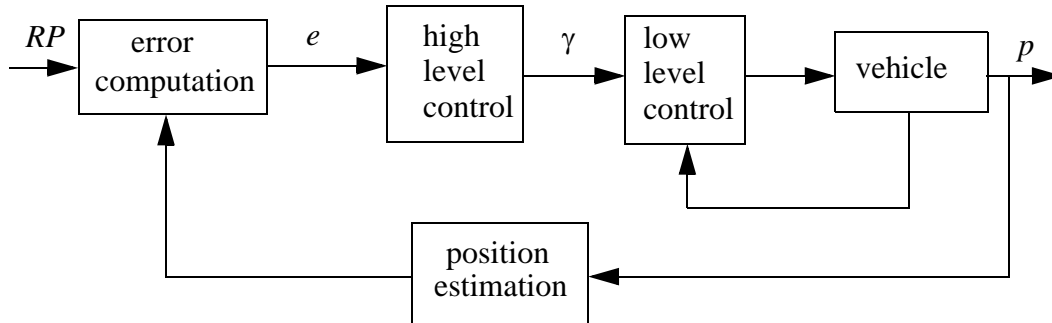 RP
error
computation
e
high
level
control
γ
low
level
control
vehicle
p
position
estimation